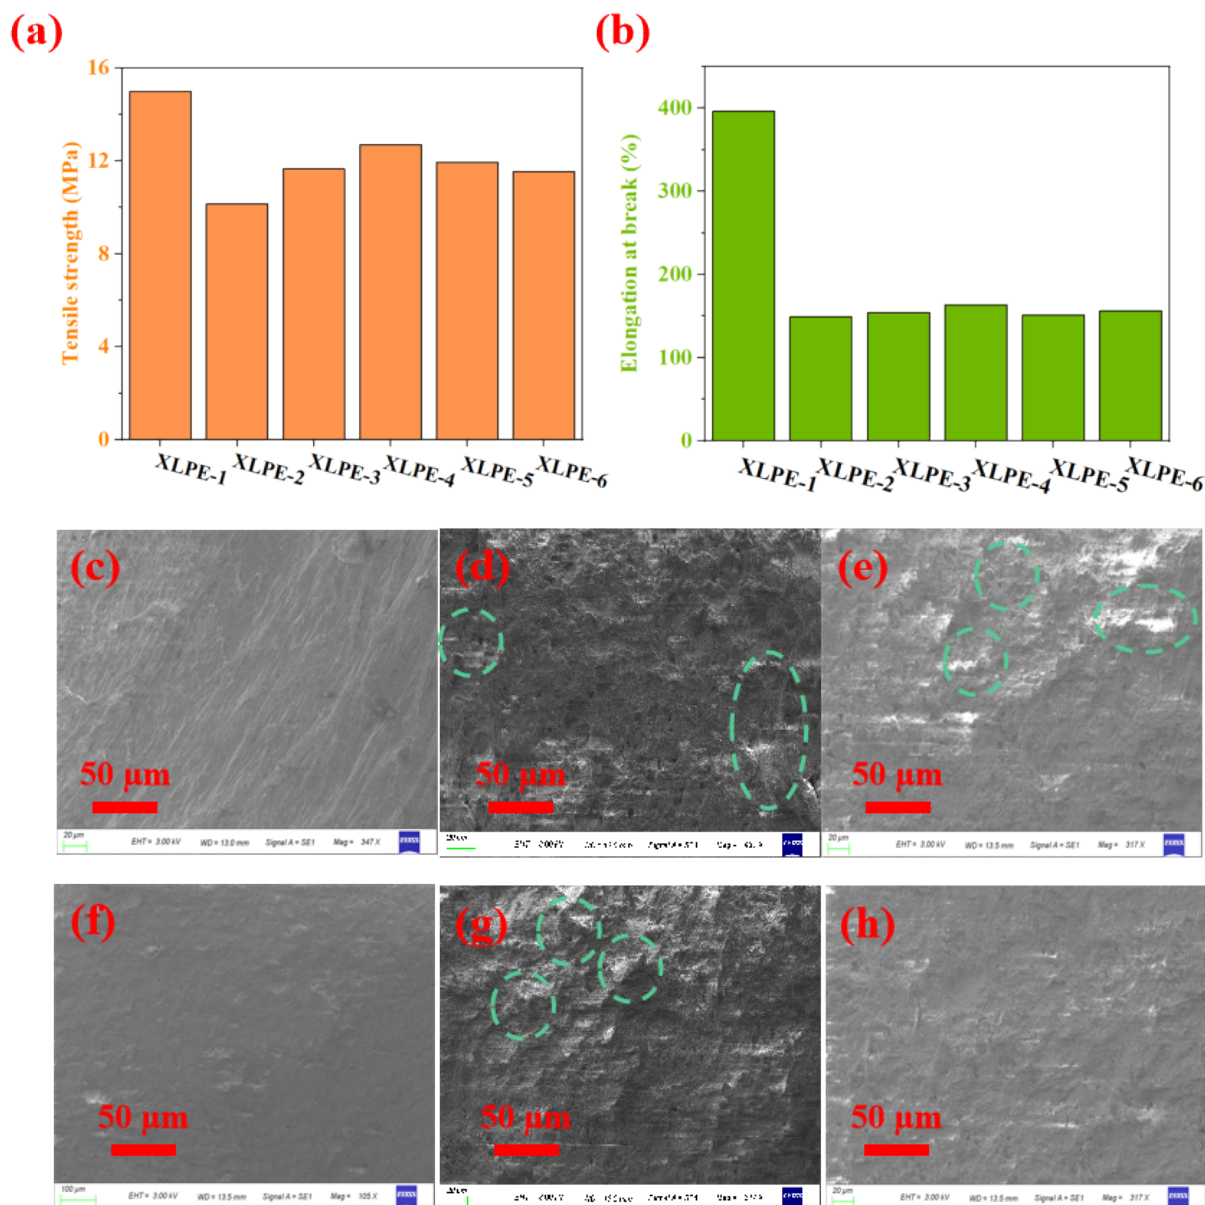 (a)
(b)
16
12
8
4
0
Tensile strength (MPa)
XLPE-1
XLPE-2
XLPE-3
XLPE-4
XLPE-5
XLPE-6
400
300
200
100
0
Elongation at break (%)
XLPE-1
XLPE-2
XLPE-3
XLPE-4
XLPE-5
XLPE-6
(c)
(d)
(e)
50 μm
50 μm
50 μm
20 μm
EHT = 3.00 kV WD = 13.0 mm Signal A = SE1 Mag = 347 X
ZEISS
20 μm
EHT = 3.00 kV WD = 13.5 mm Signal A = SE1 Mag = 317 X
ZEISS
(f)
(g)
(h)
50 μm
50 μm
50 μm
100 μm
EHT = 3.00 kV WD = 13.5 mm Signal A = SE1 Mag = 105 X
ZEISS
20 μm
EHT = 3.00 kV WD = 13.5 mm Signal A = SE1 Mag = 317 X
ZEISS